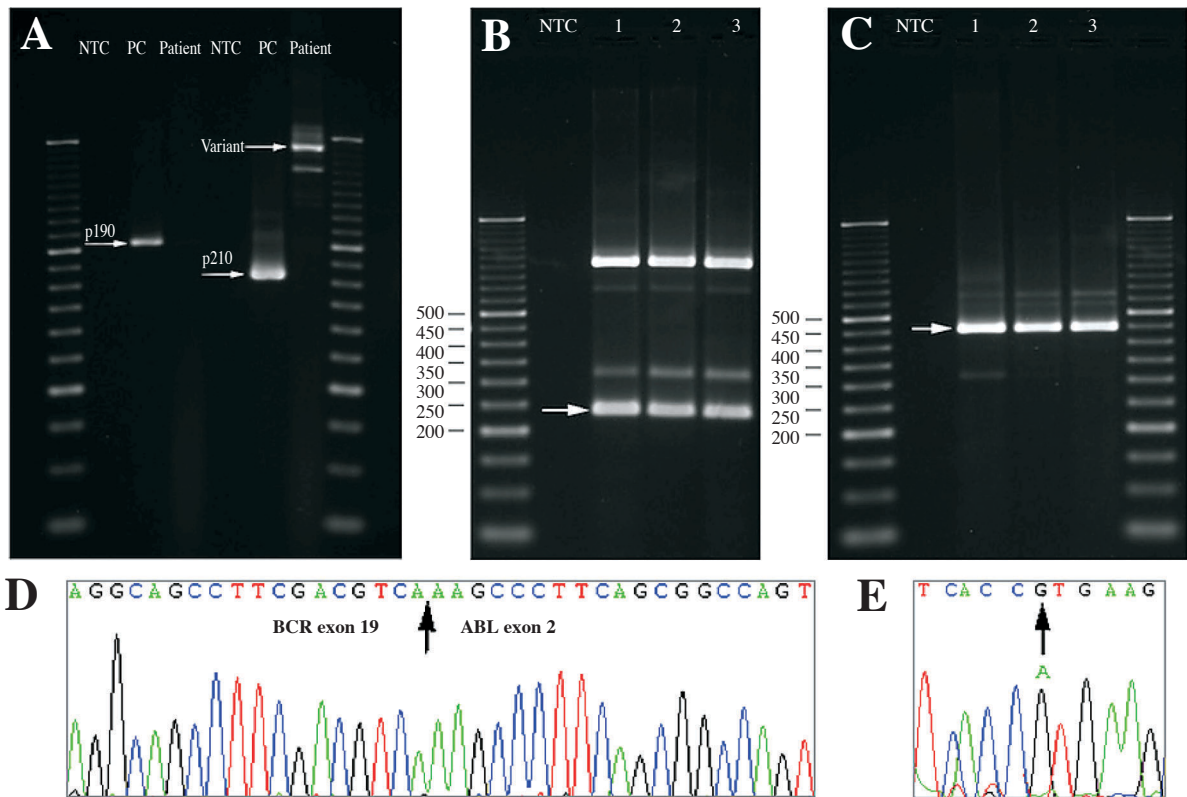 A
NTC PC Patient NTC PC Patient
Variant
p190
p210
B
NTC 1 2 3
500
450
400
350
300
250
200
C
NTC 1 2 3
500
450
400
350
300
250
200
D
AGGCAGCCTTCGACGTCAAAGCCCTTCAGCGGCCAGT
BCR exon 19 ABL exon 2
E
TCACCGTGAAG
A